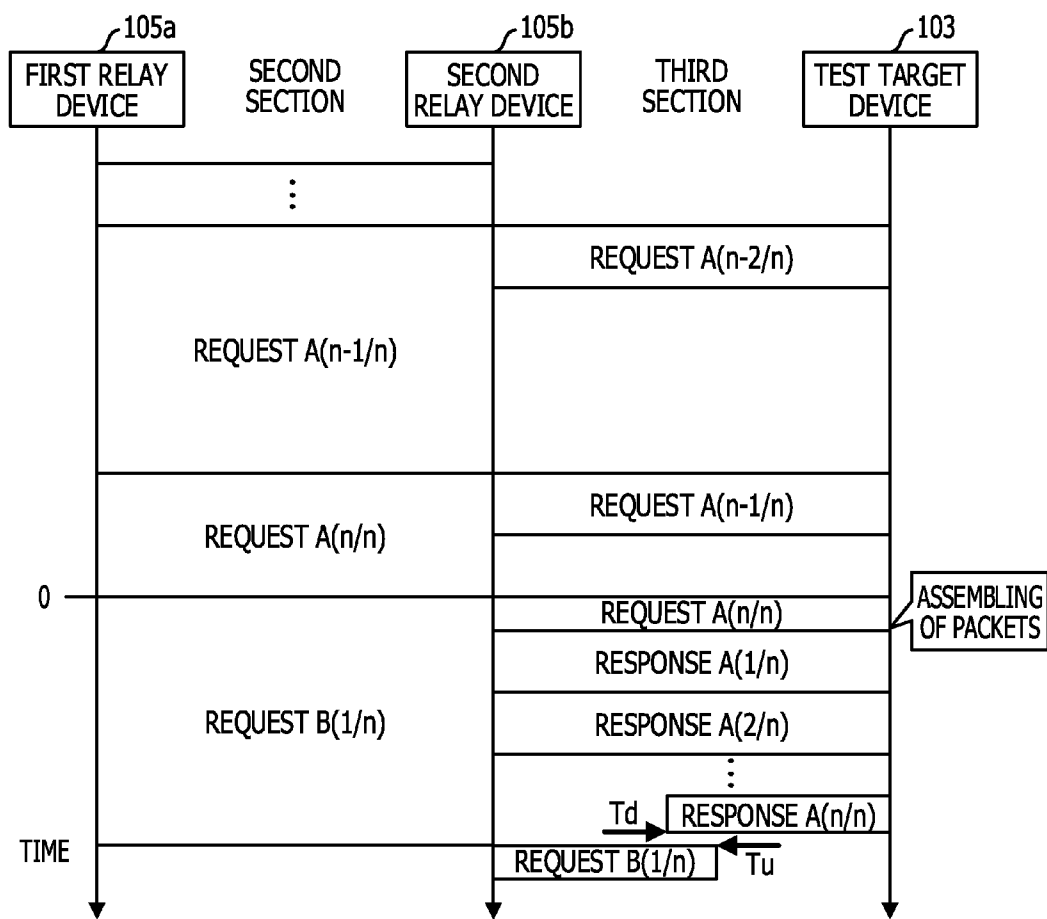 105a
105b
103
FIRST RELAY
DEVICE
SECOND
SECTION
SECOND
RELAY DEVICE
THIRD
SECTION
TEST TARGET
DEVICE
REQUEST A(n-2/n)
REQUEST A(n-1/n)
REQUEST A(n-1/n)
REQUEST A(n/n)
0
REQUEST A(n/n)
ASSEMBLING
OF PACKETS
RESPONSE A(1/n)
REQUEST B(1/n)
RESPONSE A(2/n)
Td
RESPONSE A(n/n)
TIME
REQUEST B(1/n)
Tu